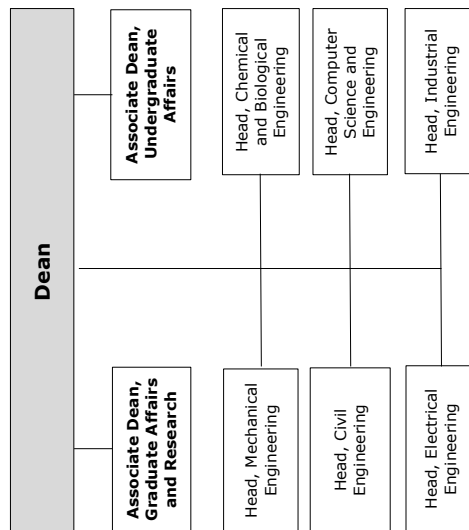 Dean
Associate Dean,
Graduate Affairs
and Research
Associate Dean,
Undergraduate
Affairs
Head, Mechanical
Engineering
Head, Chemical
and Biological
Engineering
Head, Civil
Engineering
Head, Computer
Science and
Engineering
Head, Electrical
Engineering
Head, Industrial
Engineering